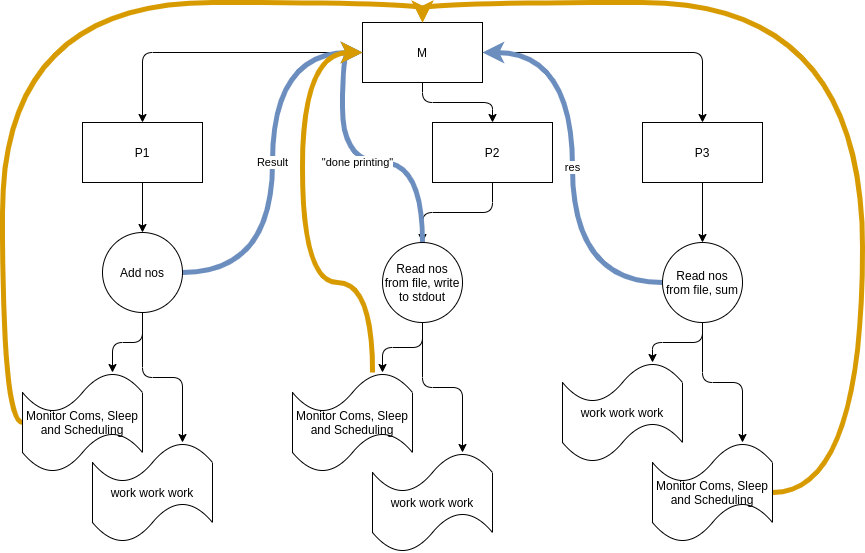 M
P1
P2
P3
Result
"done printing"
res
Add nos
Read nos
from file, write
to stdout
Read nos
from file, sum
Monitor Coms, Sleep
and Scheduling
work work work
Monitor Coms, Sleep
and Scheduling
work work work
work work work
Monitor Coms, Sleep
and Scheduling